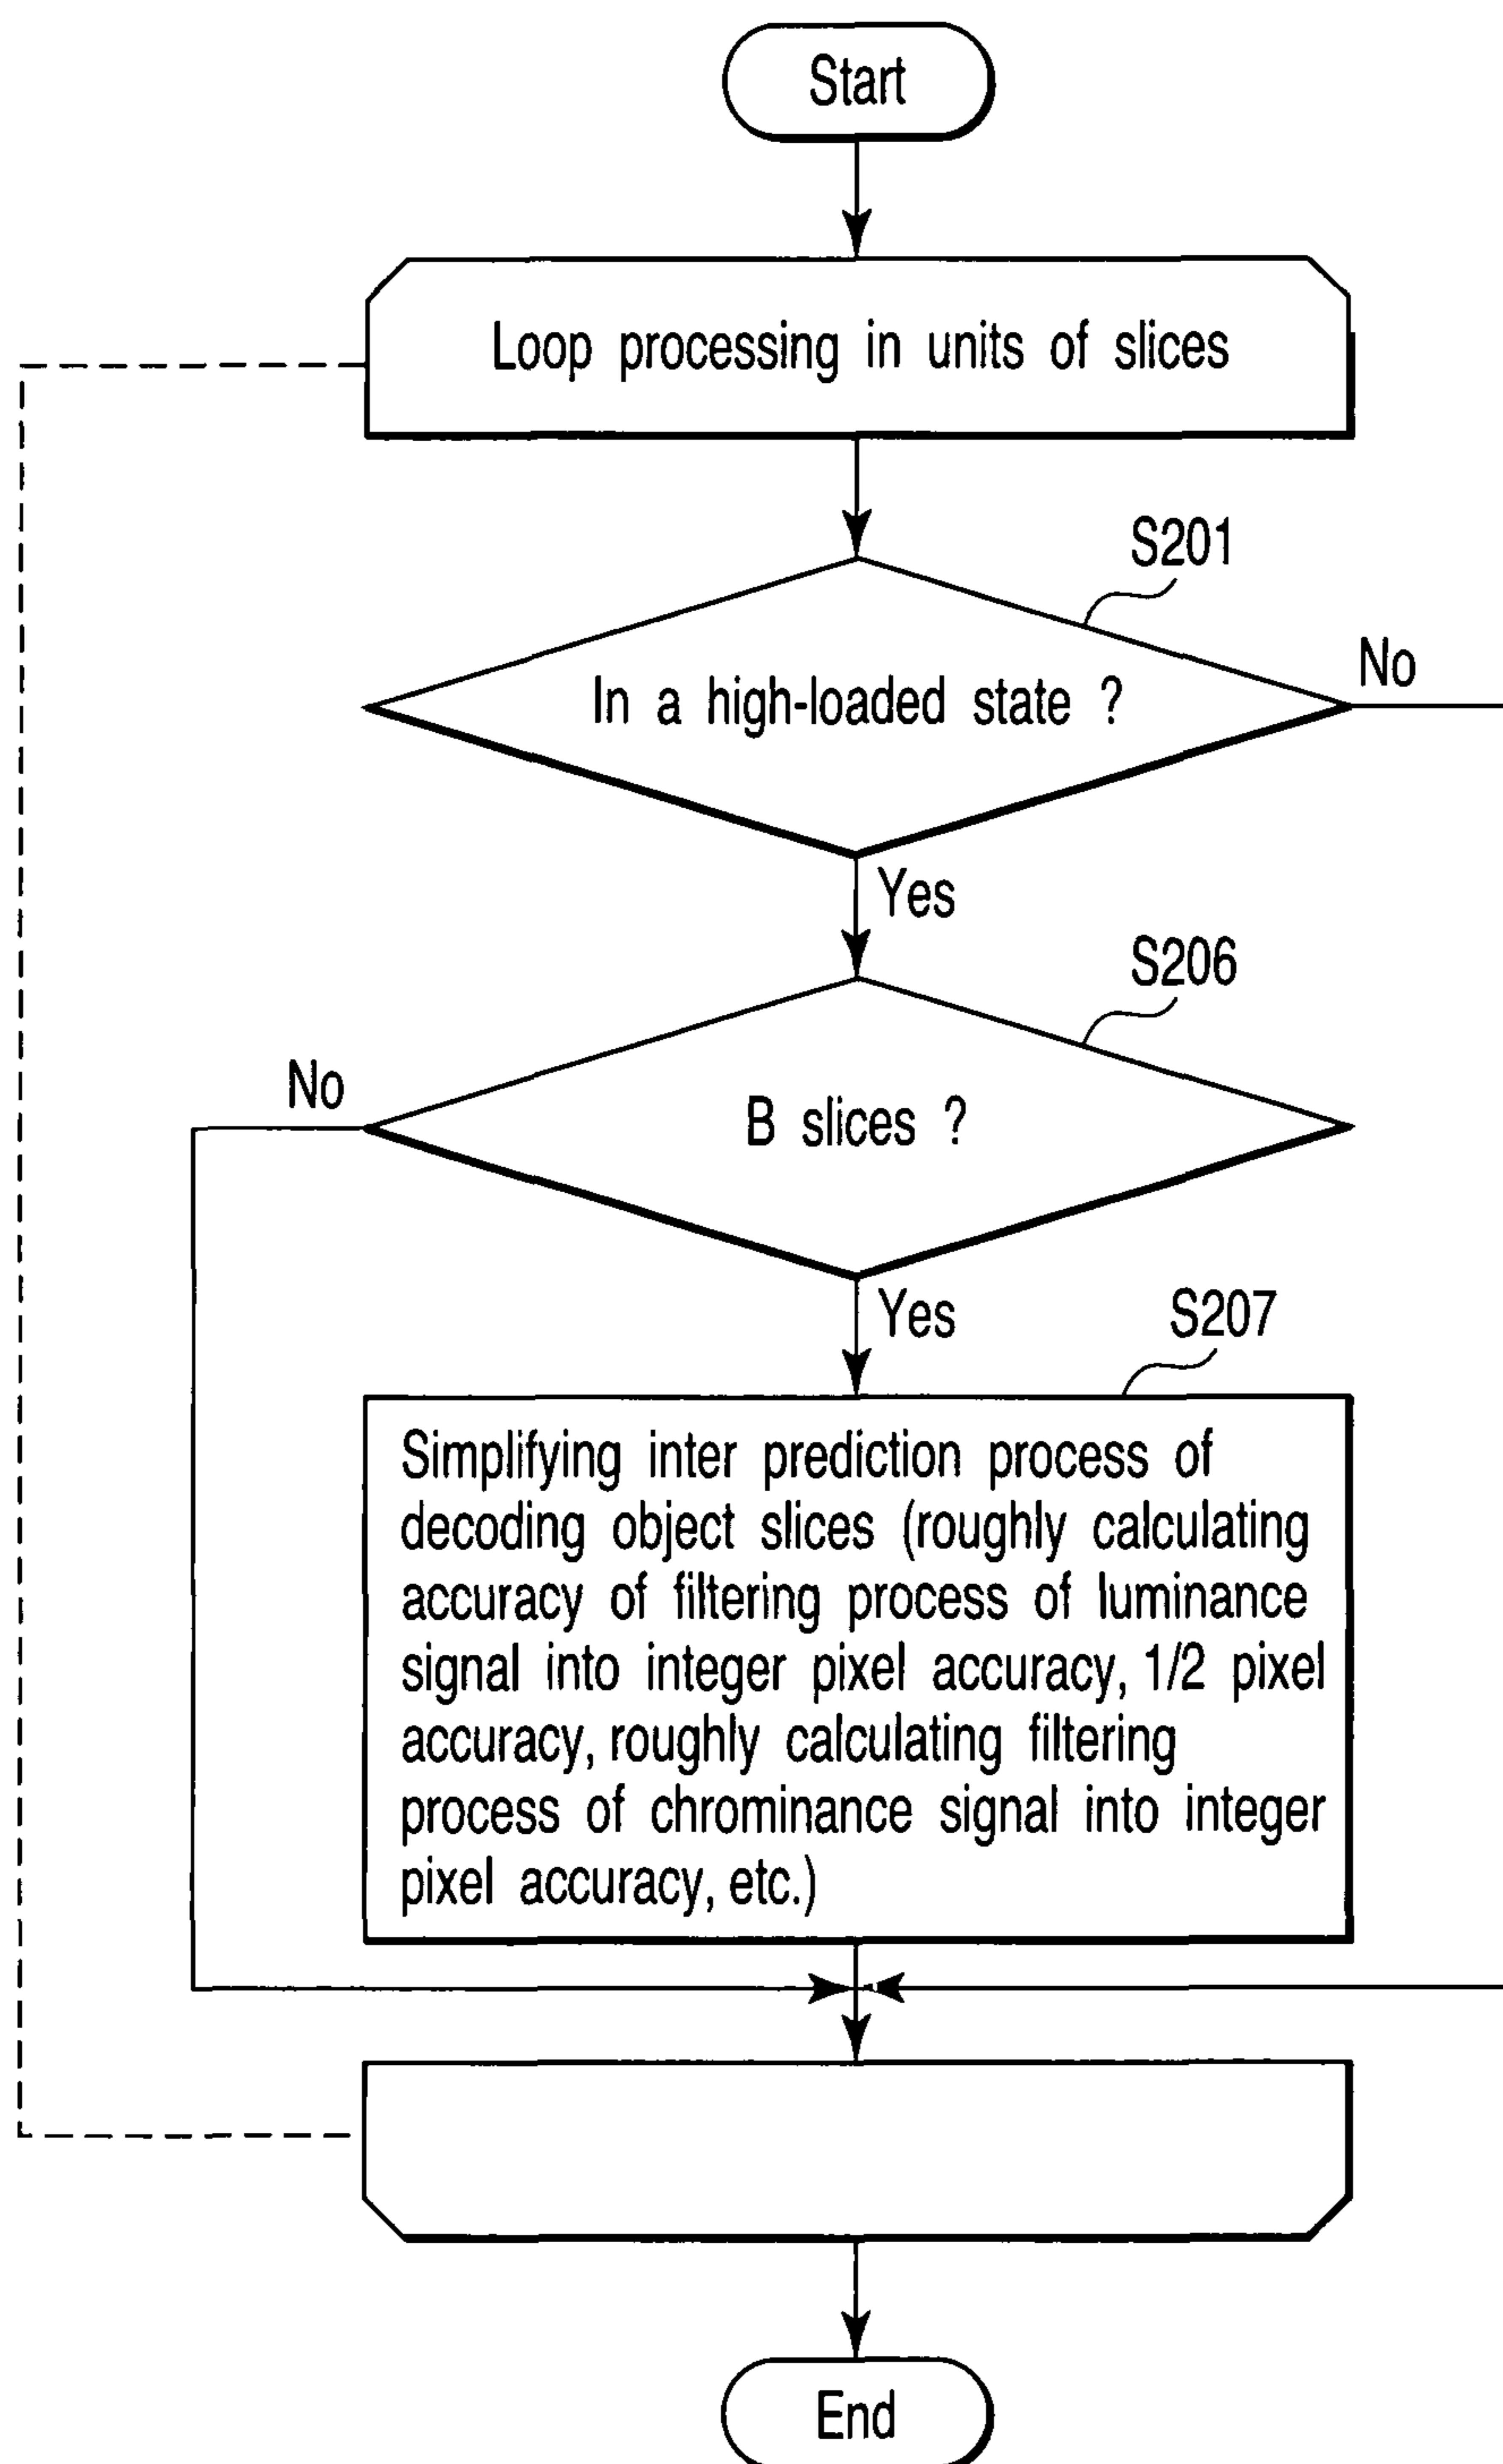 Start
Loop processing in units of slices
S201
In a high-loaded state ?
No
Yes
S206
No
B slices ?
Yes
S207
Simplifying inter prediction process of
decoding object slices (roughly calculating
accuracy of filtering process of luminance
signal into integer pixel accuracy, 1/2 pixel
accuracy, roughly calculating filtering
process of chrominance signal into integer
pixel accuracy, etc.)
End